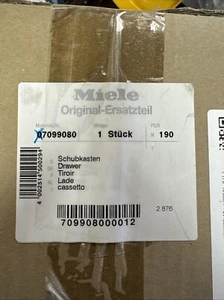 Miele
Original-Ersatzteil
07099080
1 Stück
190
Schubkasten
Drawer
Tiroir
Lade
cassetto
2.876
709908000012